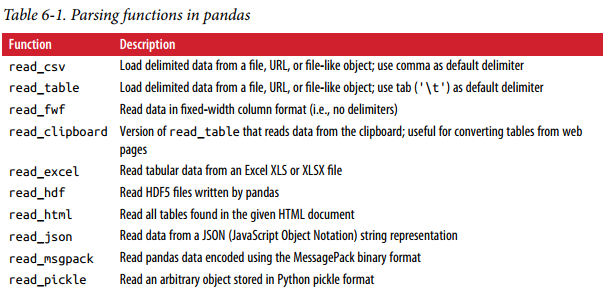 Table 6-1. Parsing functions in pandas
Function Description
read_csv Load delimited data from a file, URL, or file-like object; use comma as default delimiter
read_table Load delimited data from a file, URL, or file-like object; use tab ('\t') as default delimiter
read_fwf Read data in fixed-width column format (i.e., no delimiters)
read_clipboard Version of read_table that reads data from the clipboard; useful for converting tables from web
pages
read_excel Read tabular data from an Excel XLS or XLSX file
read_hdf Read HDF5 files written by pandas
read_html Read all tables found in the given HTML document
read_json Read data from a JSON (JavaScript Object Notation) string representation
read_msgpack Read pandas data encoded using the MessagePack binary format
read_pickle Read an arbitrary object stored in Python pickle format